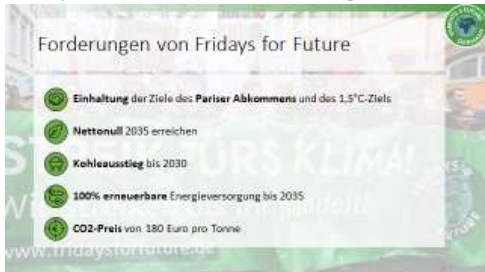 Forderungen von Fridays for Future
Einhaltung der Ziele des Pariser Abkommens und des 1,5°C-Ziels
Nettonull 2035 erreichen
Kohleausstieg bis 2030
100% erneuerbare Energieversorgung bis 2035
CO2-Preis von 180 Euro pro Tonne
www.fridaysforfuture.de